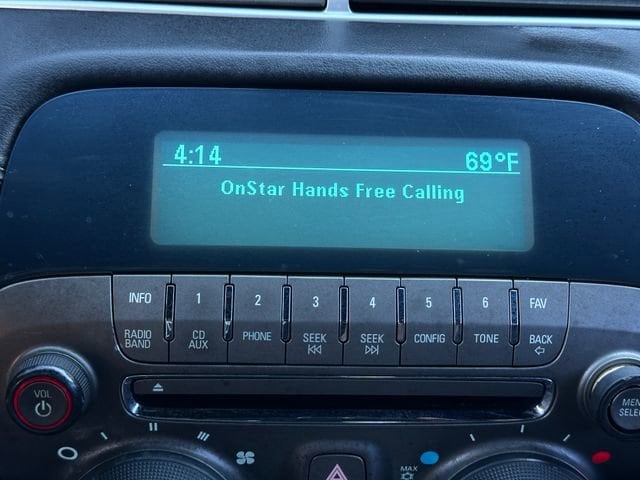 4:14 69°F
OnStar Hands Free Calling
INFO 1 2 3 4 5 6 FAV
RADIO BAND CD AUX PHONE SEEK SEEK CONFIG TONE BACK
VOL
MAX